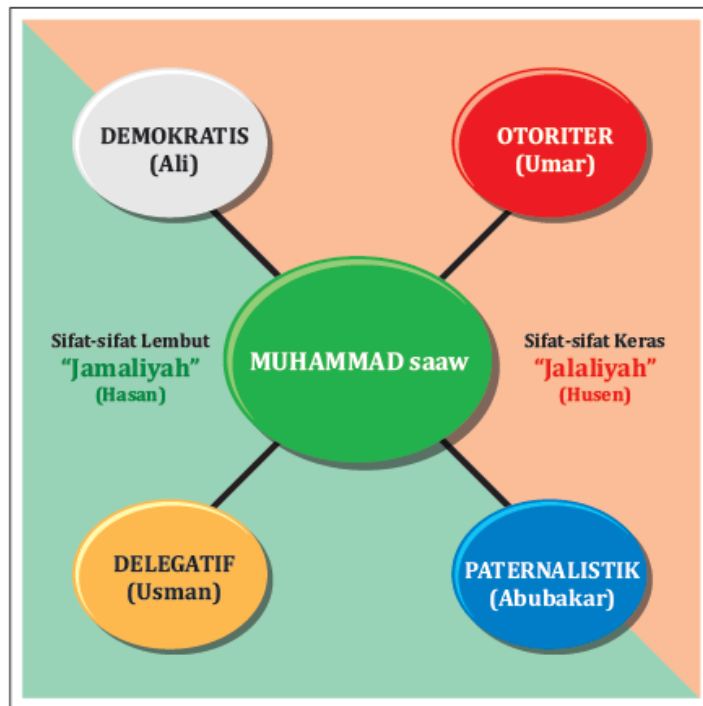 DEMOKRATIS
(Ali)
OTORITER
(Umar)
Sifat-sifat Lembut
“Jamaliyah”
(Hasan)
MUHAMMAD saaw
Sifat-sifat Keras
“Jalaliyah”
(Husen)
DELEGATIF
(Usman)
PATERNALISTIK
(Abubakar)